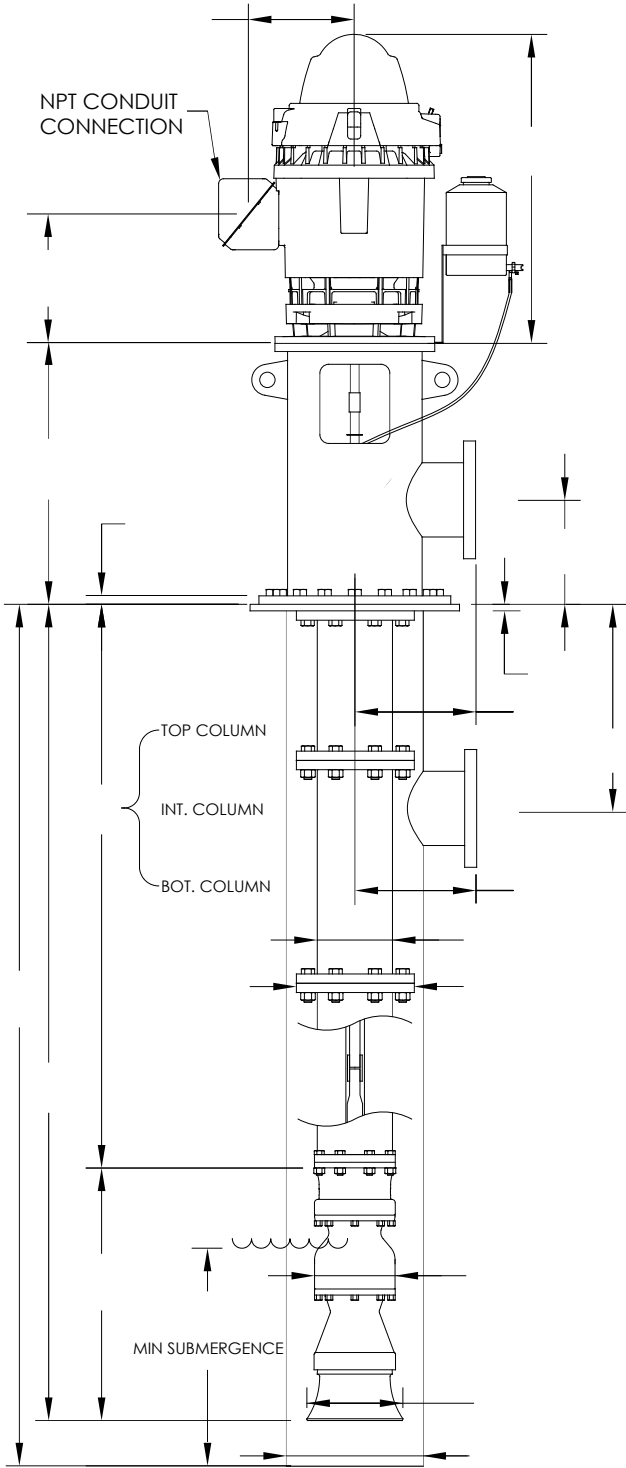 NPT CONDUIT
CONNECTION
TOP COLUMN
INT. COLUMN
BOT. COLUMN
MIN SUBMERGENCE